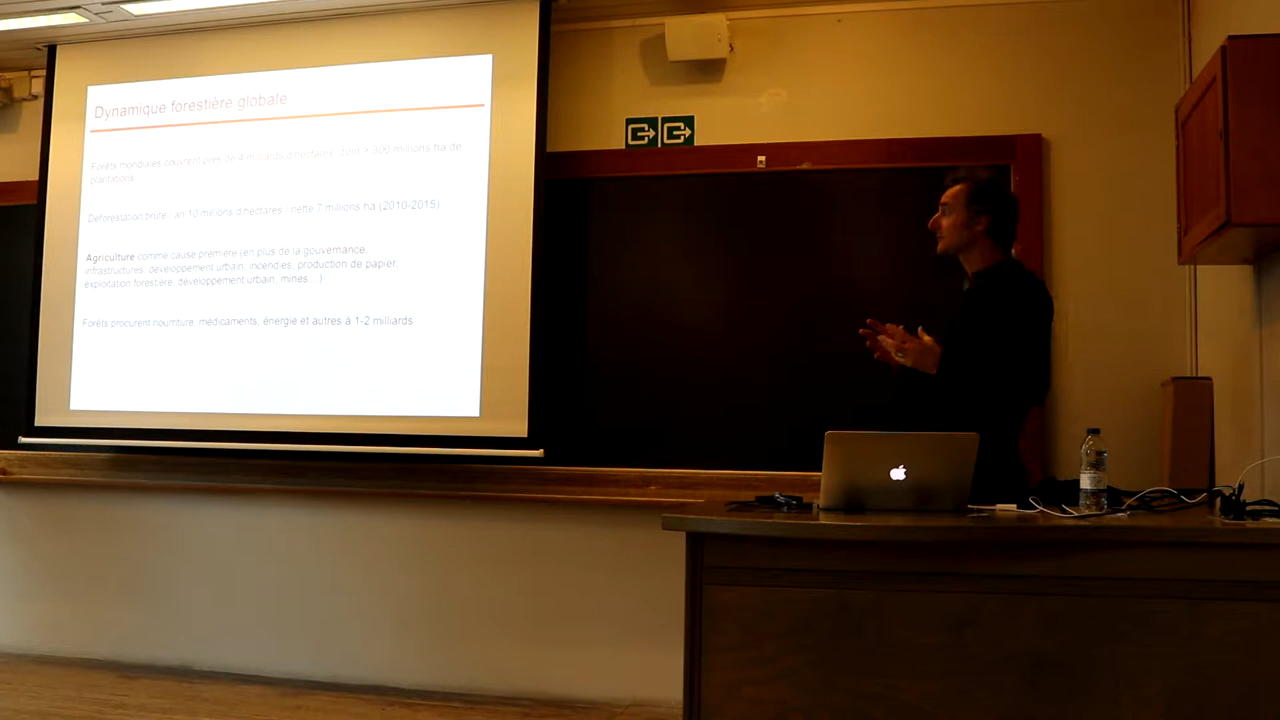 Dynamique forestière globale
Forêts mondiales couvrent près de 4 milliards d'hectares, dont > 300 millions ha de
plantations
Déforestation brute / an 10 millions d'hectares / nette 7 millions ha (2010-2015)
Agriculture comme cause première (en plus de la gouvernance,
infrastructures, développement urbain, incendies, production de papier,
exploitation forestière, développement urbain, mines…)
Forêts procurent nourriture, médicaments, énergie et autres à 1-2 milliards